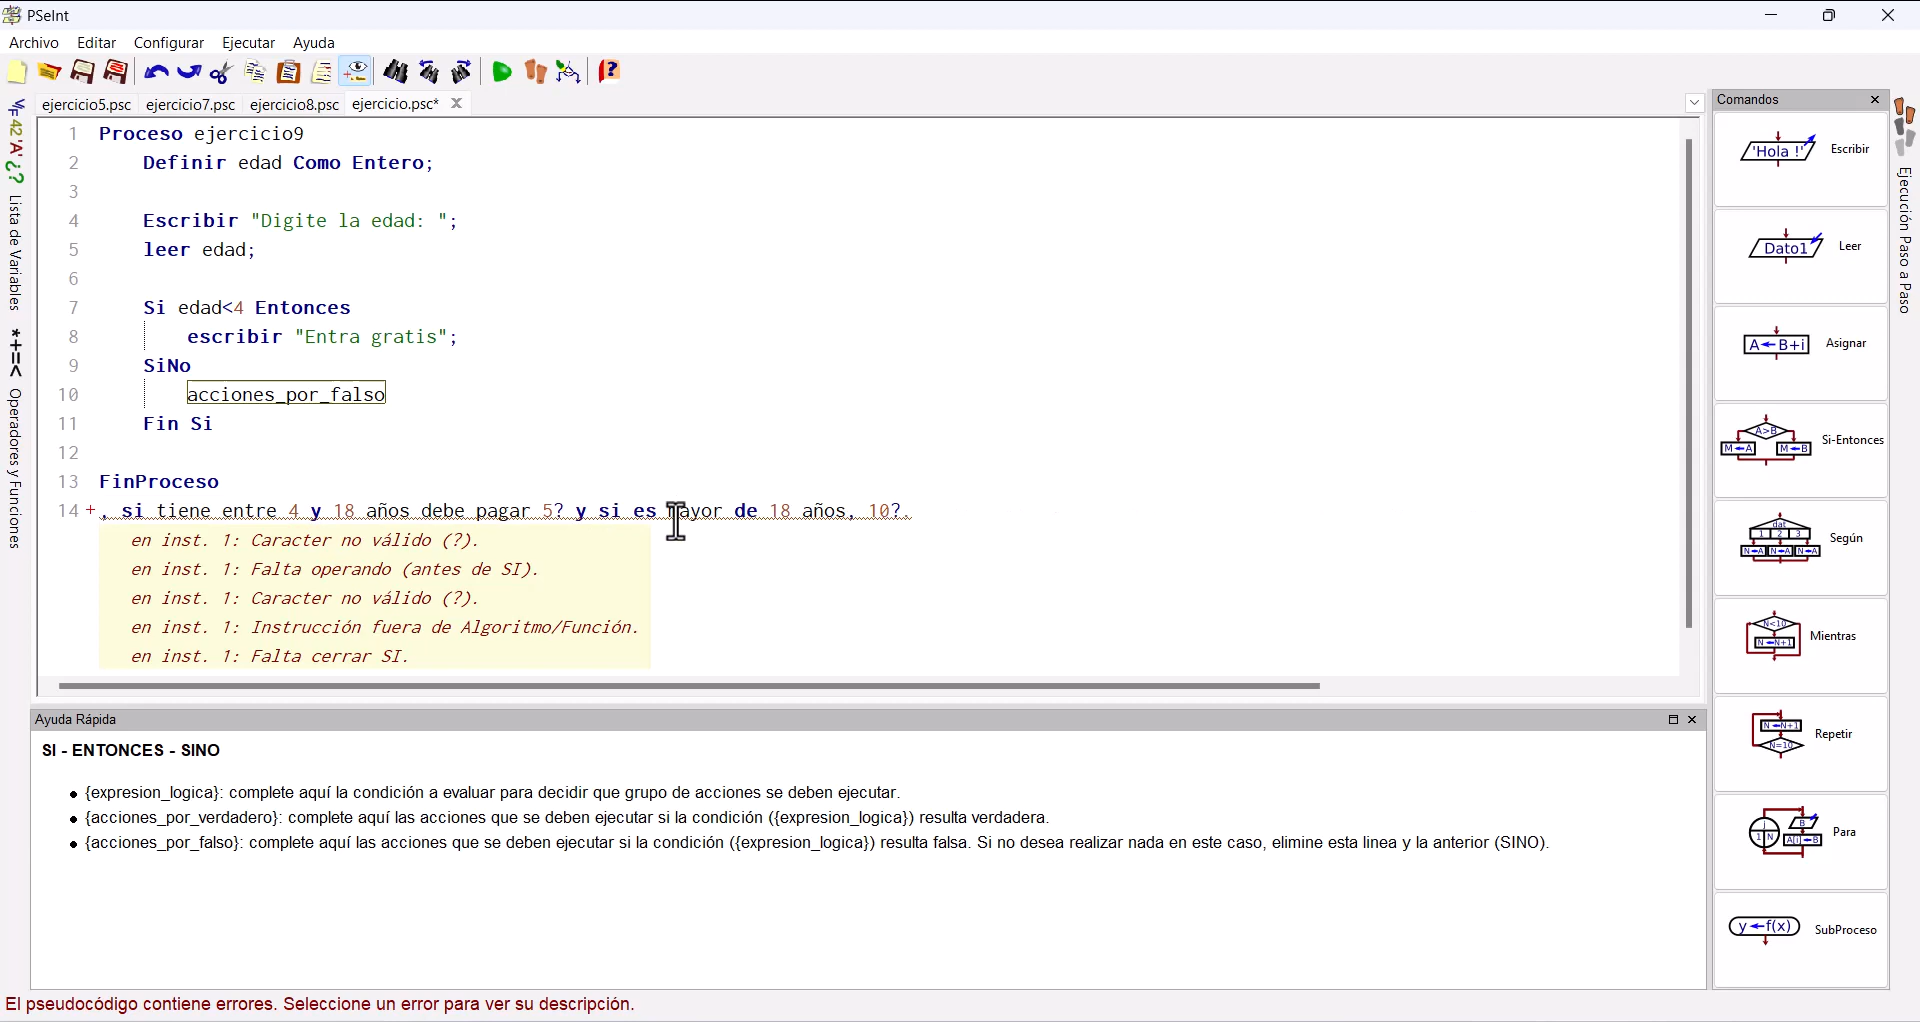 PSeInt
Archivo Editar Configurar Ejecutar Ayuda
ejercicio5.psc ejercicio7.psc ejercicio8.psc ejercicio.psc*
1 Proceso ejercicio9
2 Definir edad Como Entero;
3
4 Escribir "Digite la edad: ";
5 leer edad;
6
7 Si edad<4 Entonces
8 escribir "Entra gratis";
9 SiNo
10 acciones_por_falso
11 Fin Si
12
13 FinProceso
14 + , si tiene entre 4 y 18 años debe pagar 5? y si es mayor de 18 años, 10?.
en inst. 1: Caracter no válido (?).
en inst. 1: Falta operando (antes de SI).
en inst. 1: Caracter no válido (?).
en inst. 1: Instrucción fuera de Algoritmo/Función.
en inst. 1: Falta cerrar SI.
Ayuda Rápida
SI - ENTONCES - SINO
{expresion_logica}: complete aquí la condición a evaluar para decidir que grupo de acciones se deben ejecutar.
{acciones_por_verdadero}: complete aquí las acciones que se deben ejecutar si la condición ({expresion_logica}) resulta verdadera.
{acciones_por_falso}: complete aquí las acciones que se deben ejecutar si la condición ({expresion_logica}) resulta falsa. Si no desea realizar nada en este caso, elimine esta linea y la anterior (SINO).
El pseudocódigo contiene errores. Seleccione un error para ver su descripción.
V/F 42 'A' ¿? Lista de Variables
*+=< Operadores y Funciones
Comandos
'Hola !' Escribir
Dato1 Leer
A B+i Asignar
A>B M A M B Si-Entonces
dat 1 2 3 N A N A N A Según
N<10 N N+1 Mientras
N N+1 N=10 Repetir
i 1 N B A[i] B Para
y f(x) SubProceso
Ejecución Paso a Paso